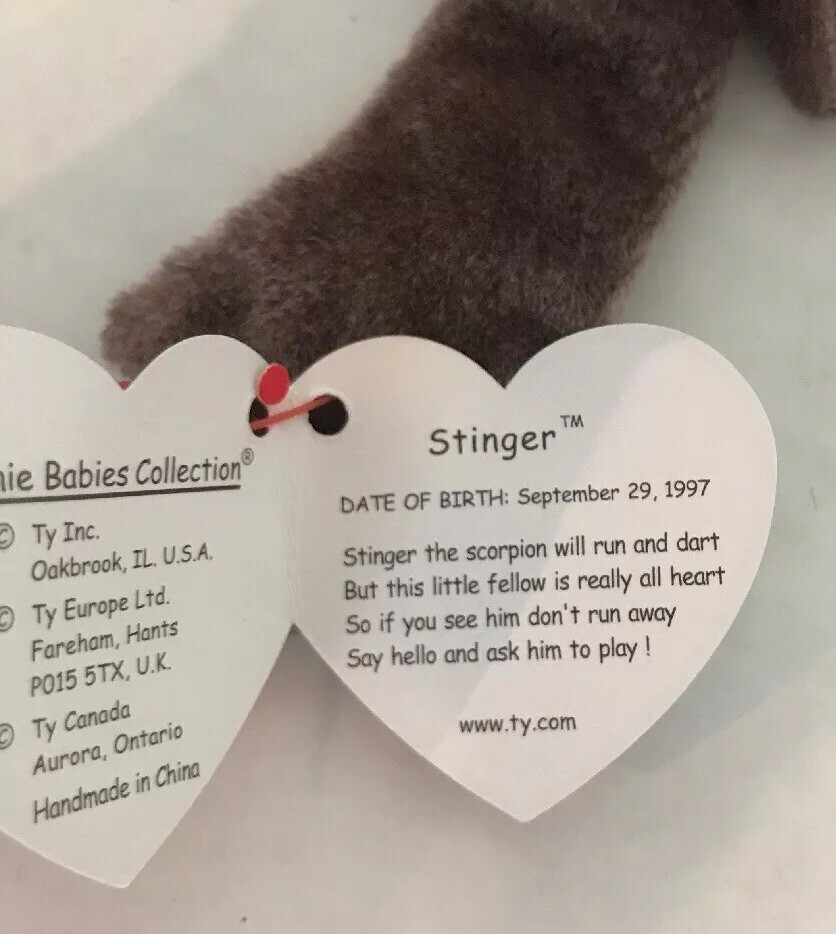 Babies Collection®
© Ty Inc.
Oakbrook, IL. U.S.A.
© Ty Europe Ltd.
Fareham, Hants
PO15 5TX, U.K.
© Ty Canada
Aurora, Ontario
Handmade in China
Stinger™
DATE OF BIRTH: September 29, 1997
Stinger the scorpion will run and dart
But this little fellow is really all heart
So if you see him don't run away
Say hello and ask him to play !
www.ty.com